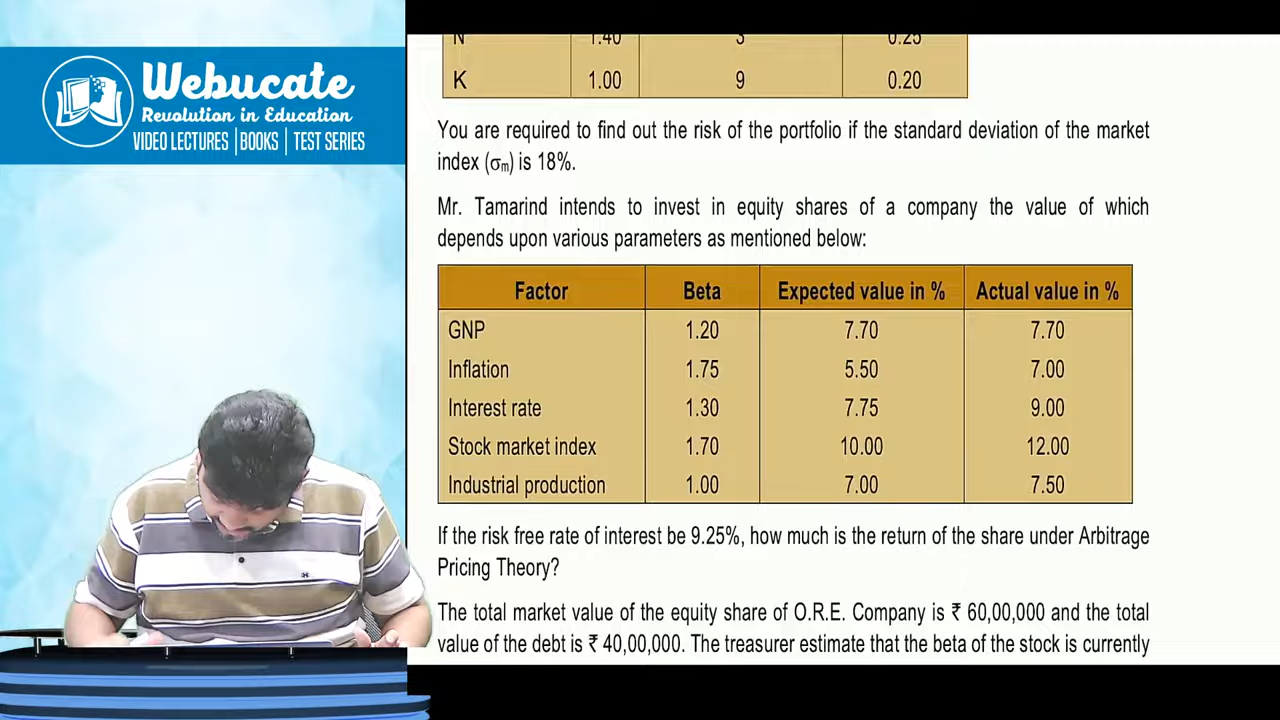 Webucate
Revolution in Education
VIDEO LECTURES | BOOKS | TEST SERIES
N 1.40 3 0.25
K 1.00 9 0.20
You are required to find out the risk of the portfolio if the standard deviation of the market
index (σm) is 18%.
Mr. Tamarind intends to invest in equity shares of a company the value of which
depends upon various parameters as mentioned below:
Factor Beta Expected value in % Actual value in %
GNP 1.20 7.70 7.70
Inflation 1.75 5.50 7.00
Interest rate 1.30 7.75 9.00
Stock market index 1.70 10.00 12.00
Industrial production 1.00 7.00 7.50
If the risk free rate of interest be 9.25%, how much is the return of the share under Arbitrage
Pricing Theory?
The total market value of the equity share of O.R.E. Company is ₹ 60,00,000 and the total
value of the debt is ₹ 40,00,000. The treasurer estimate that the beta of the stock is currently